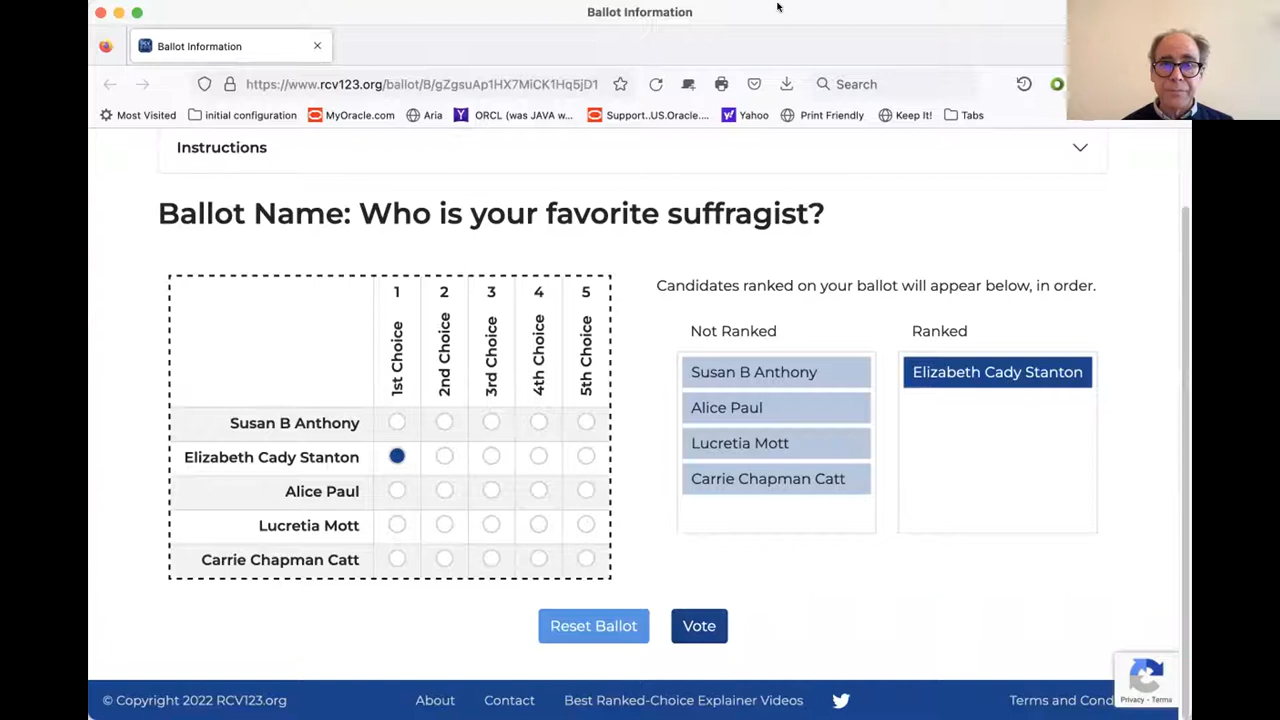 Ballot Information
Ballot Information
https://www.rcv123.org/ballot/B/gZgsuAp1HX7MiCK1Hq5jD1
Search
Most Visited
initial configuration
MyOracle.com
Aria
ORCL (was JAVA w...
Support..US.Oracle....
Yahoo
Print Friendly
Keep It!
Tabs
Instructions
Ballot Name: Who is your favorite suffragist?
1 2 3 4 5
1st Choice
2nd Choice
3rd Choice
4th Choice
5th Choice
Susan B Anthony
Elizabeth Cady Stanton
Alice Paul
Lucretia Mott
Carrie Chapman Catt
Candidates ranked on your ballot will appear below, in order.
Not Ranked
Susan B Anthony
Alice Paul
Lucretia Mott
Carrie Chapman Catt
Ranked
Elizabeth Cady Stanton
Reset Ballot
Vote
© Copyright 2022 RCV123.org
About
Contact
Best Ranked-Choice Explainer Videos
Terms and Cond
Privacy - Terms